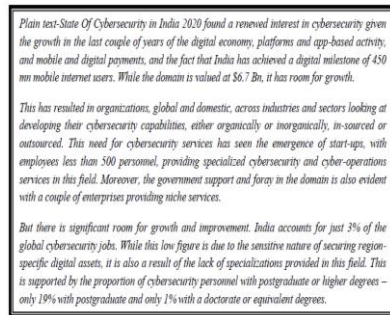 Plain text-State Of Cybersecurity in India 2020 found a renewed interest in cybersecurity given
the growth in the last couple of years of the digital economy, platforms and app-based activity,
and mobile and digital payments, and the fact that India has achieved a digital milestone of 450
mn mobile internet users. While the domain is valued at $6.7 Bn, it has room for growth.
This has resulted in organizations, global and domestic, across industries and sectors looking at
developing their cybersecurity capabilities, either organically or inorganically, in-sourced or
outsourced. This need for cybersecurity services has seen the emergence of start-ups, with
employees less than 500 personnel, providing specialized cybersecurity and cyber-operations
services in this field. Moreover, the government support and foray in the domain is also evident
with a couple of enterprises providing niche services.
But there is significant room for growth and improvement. India accounts for just 3% of the
global cybersecurity jobs. While this low figure is due to the sensitive nature of securing region-
specific digital assets, it is also a result of the lack of specializations provided in this field. This
is supported by the proportion of cybersecurity personnel with postgraduate or higher degrees –
only 19% with postgraduate and only 1% with a doctorate or equivalent degrees.